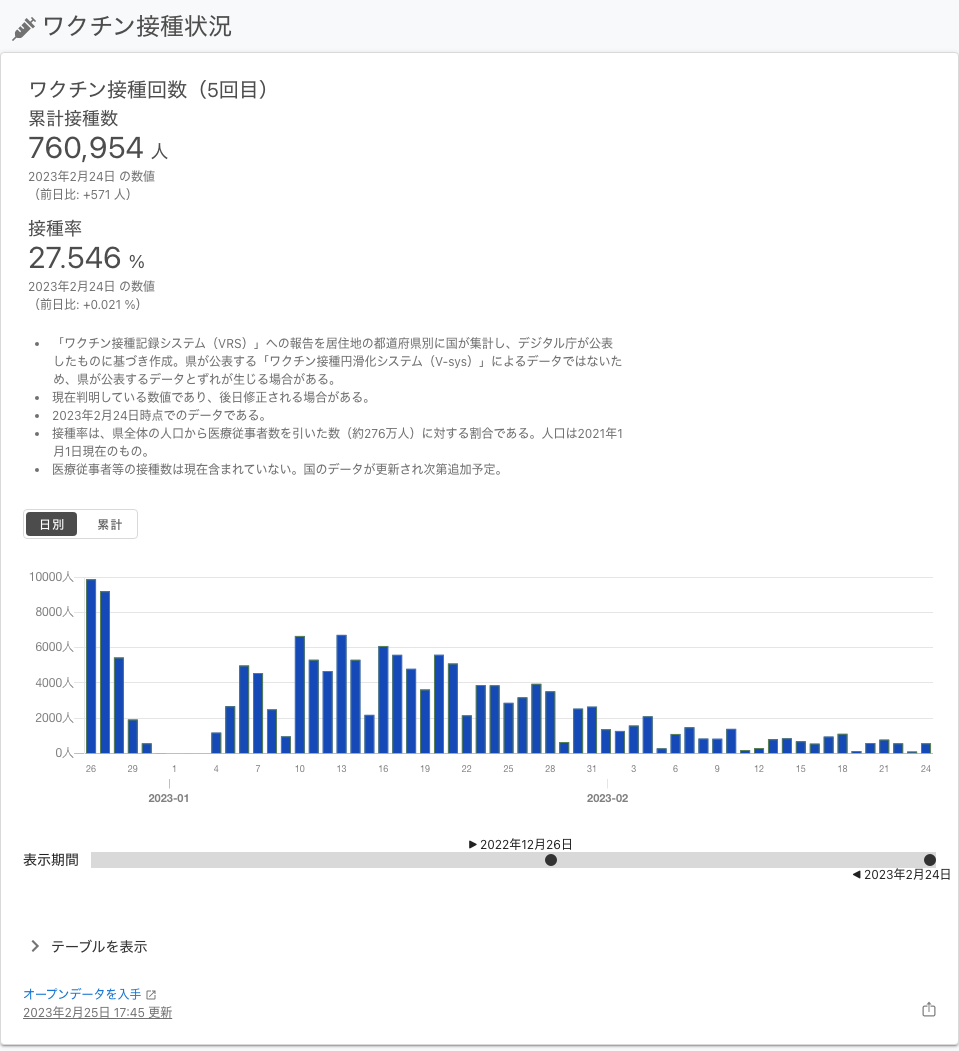 ワクチン接種状況
ワクチン接種回数（5回目）
累計接種数
760,954 人
2023年2月24日 の数値
（前日比: +571 人）
接種率
27.546 %
2023年2月24日 の数値
（前日比: +0.021 %）
• 「ワクチン接種記録システム（VRS）」への報告を居住地の都道府県別に国が集計し、デジタル庁が公表
したものに基づき作成。県が公表する「ワクチン接種円滑化システム（V-sys）」によるデータではないた
め、県が公表するデータとずれが生じる場合がある。
• 現在判明している数値であり、後日修正される場合がある。
• 2023年2月24日時点でのデータである。
• 接種率は、県全体の人口から医療従事者数を引いた数（約276万人）に対する割合である。人口は2021年1
月1日現在のもの。
• 医療従事者等の接種数は現在含まれていない。国のデータが更新され次第追加予定。
日別 累計
10000人
8000人
6000人
4000人
2000人
0人
26 29 1 4 7 10 13 16 19 22 25 28 31 3 6 9 12 15 18 21 24
2023-01 2023-02
▶ 2022年12月26日
表示期間
◀ 2023年2月24日
テーブルを表示
オープンデータを入手
2023年2月25日 17:45 更新